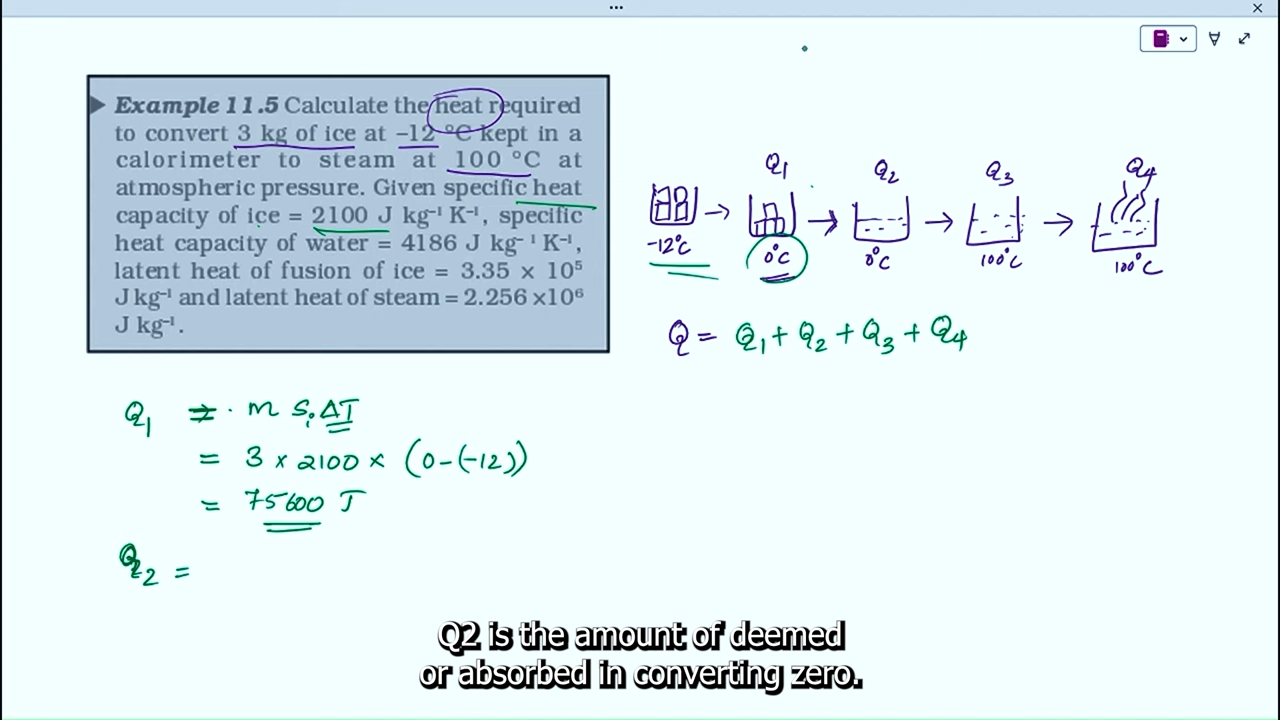 Example 11.5 Calculate the heat required
to convert 3 kg of ice at –12 °C kept in a
calorimeter to steam at 100 °C at
atmospheric pressure. Given specific heat
capacity of ice = 2100 J kg⁻¹ K⁻¹, specific
heat capacity of water = 4186 J kg⁻¹ K⁻¹,
latent heat of fusion of ice = 3.35 × 10⁵
J kg⁻¹ and latent heat of steam = 2.256 ×10⁶
J kg⁻¹.
Q₁ Q₂ Q₃ Q₄
-12°C → 0°C → 0°C → 100°C → 100°C
Q = Q₁ + Q₂ + Q₃ + Q₄
Q₁ = m Sᵢ ΔT
= 3 × 2100 × (0-(-12))
= 75600 J
Q₂ =
Q2 is the amount of deemed
or absorbed in converting zero.